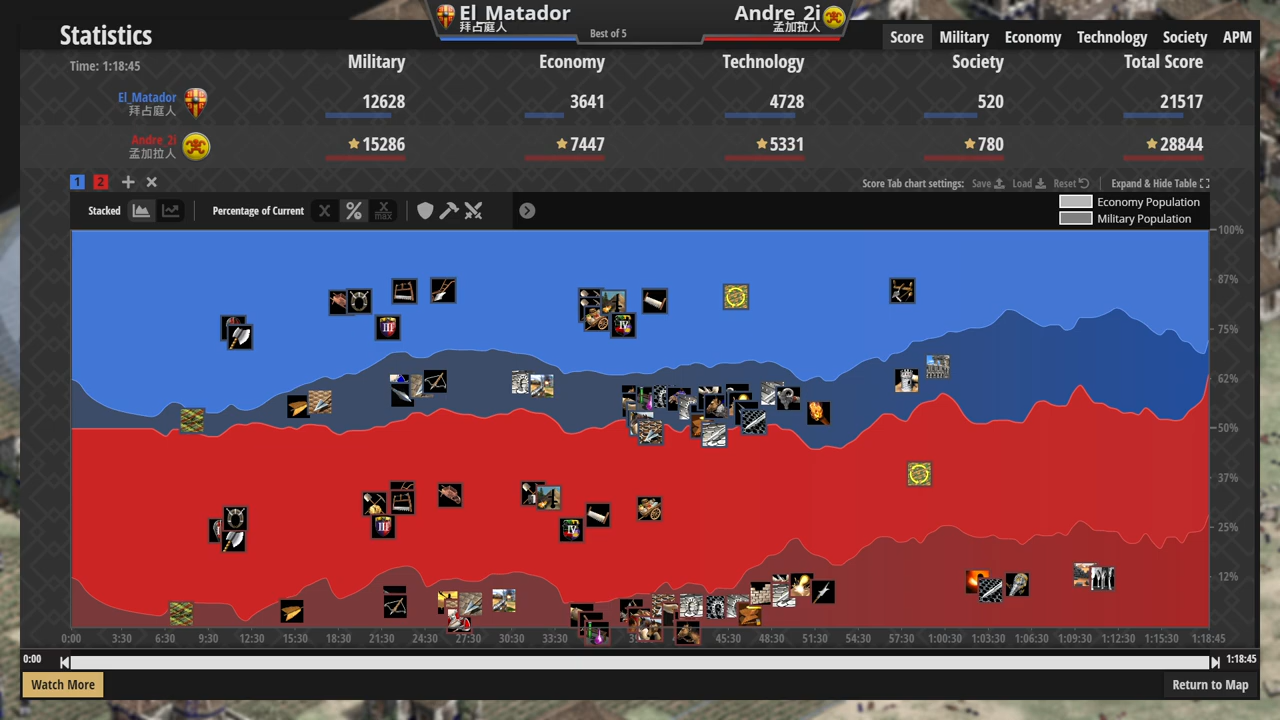 El_Matador
拜占庭人
Best of 5
Andre_2i
孟加拉人
Statistics
Score Military Economy Technology Society APM
Time: 1:18:45
Military Economy Technology Society Total Score
El_Matador
拜占庭人
12628 3641 4728 520 21517
Andre_2i
孟加拉人
15286 7447 5331 780 28844
1 2
Score Tab chart settings: Save Load Reset Expand & Hide Table
Stacked Percentage of Current X % X max
Economy Population
Military Population
100%
87%
75%
62%
50%
37%
25%
12%
III
IV
III
IV
0:00 3:30 6:30 9:30 12:30 15:30 18:30 21:30 24:30 27:30 30:30 33:30 45:30 48:30 51:30 54:30 57:30 1:00:30 1:03:30 1:06:30 1:09:30 1:12:30 1:15:30 1:18:45
0:00 1:18:45
Watch More Return to Map